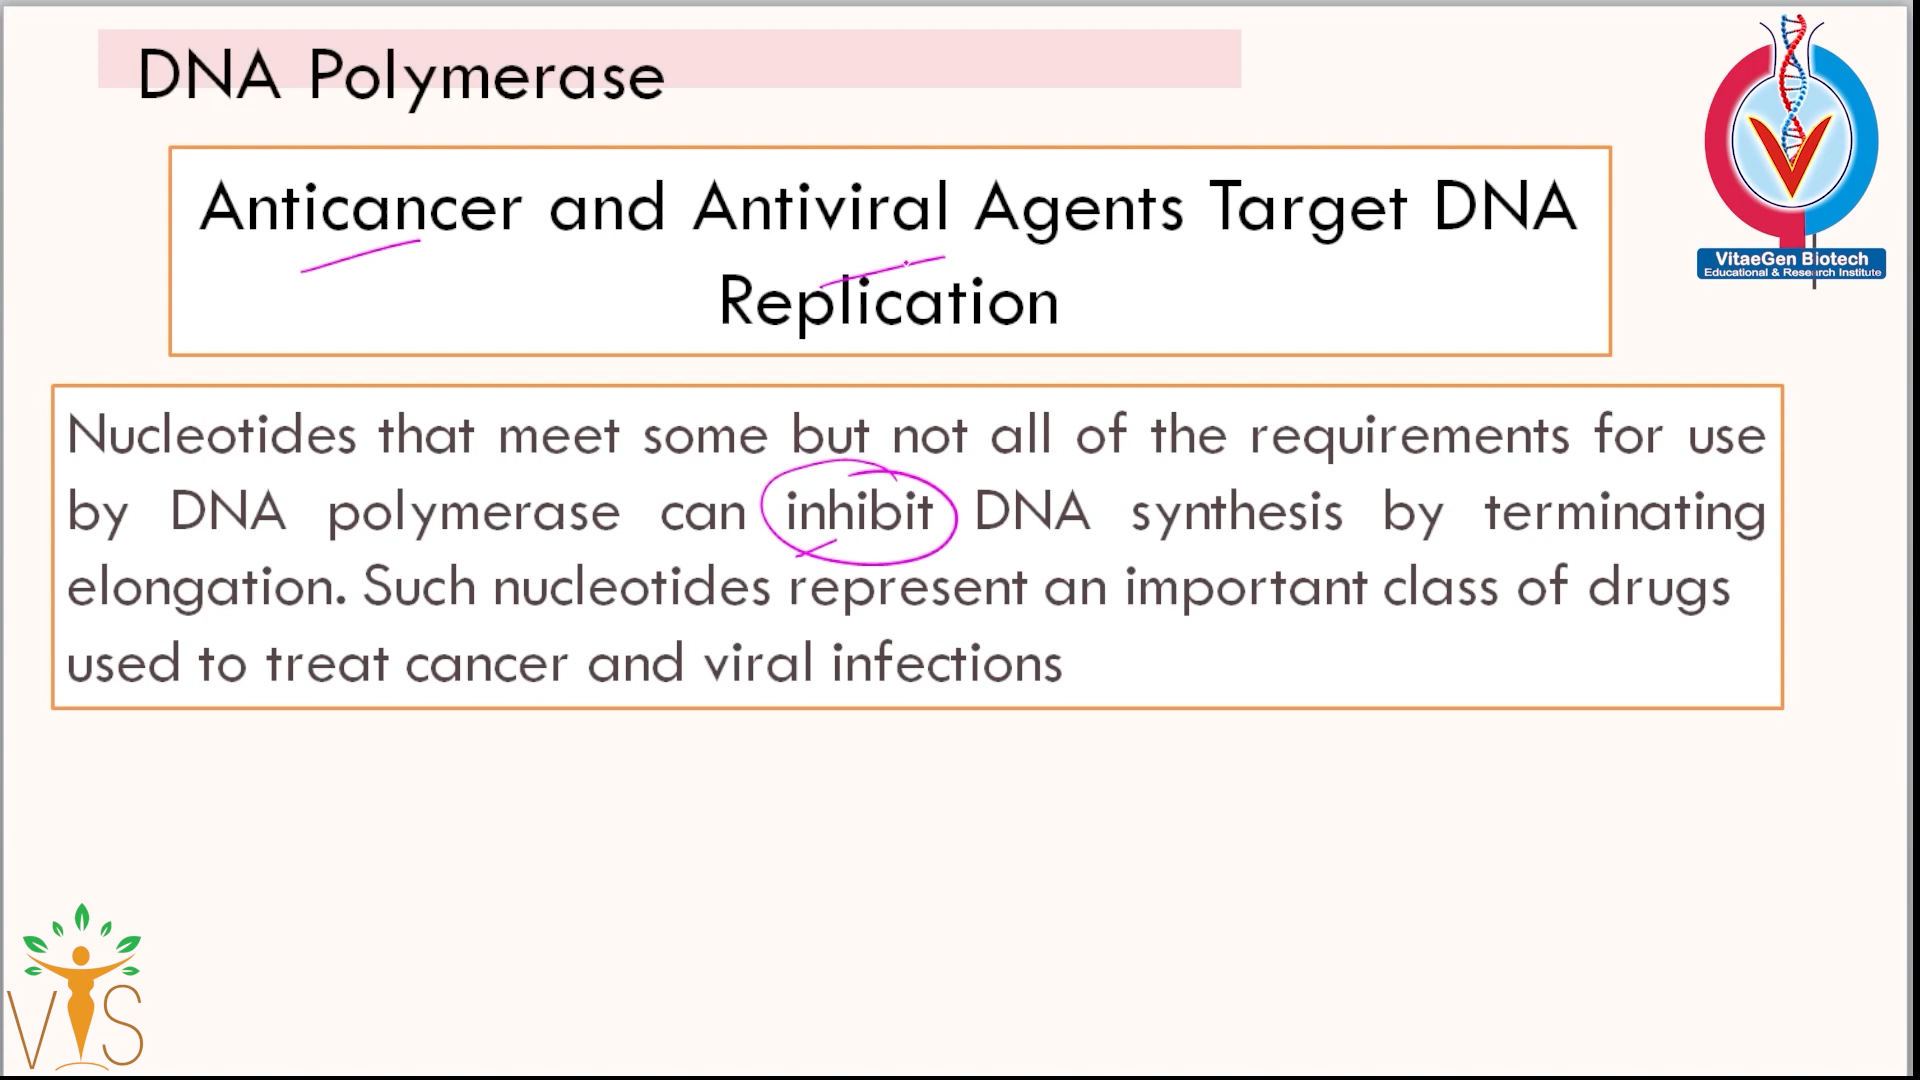 DNA Polymerase
Anticancer and Antiviral Agents Target DNA
Replication
VitaeGen Biotech
Educational & Research Institute
Nucleotides that meet some but not all of the requirements for use
by DNA polymerase can inhibit DNA synthesis by terminating
elongation. Such nucleotides represent an important class of drugs
used to treat cancer and viral infections
VIS